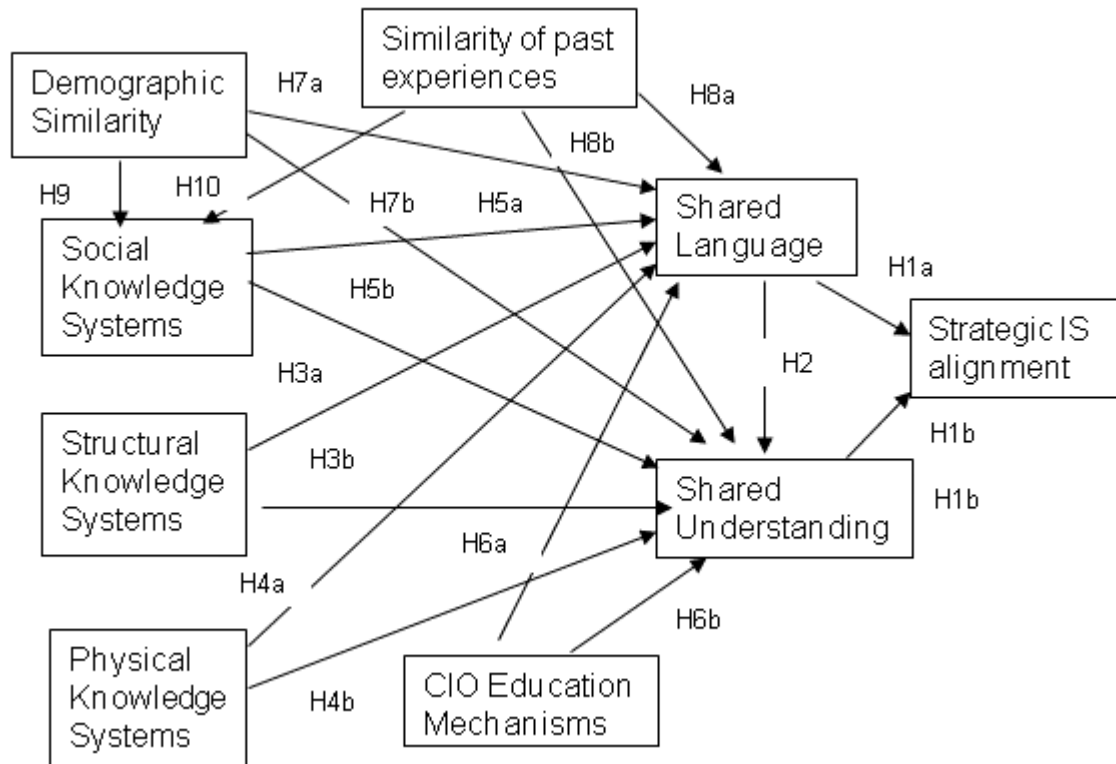 Similarity of past
experiences
Demographic
Similarity
H7a
H8a
H8b
H9
H10
H7b
H5a
Shared
Language
Social
Knowledge
Systems
H5b
H1a
Strategic IS
alignment
H2
H3a
H1b
Structural
Knowledge
Systems
H3b
Shared
Understanding
H1b
H6a
H4a
H6b
Physical
Knowledge
Systems
H4b
CIO Education
Mechanisms